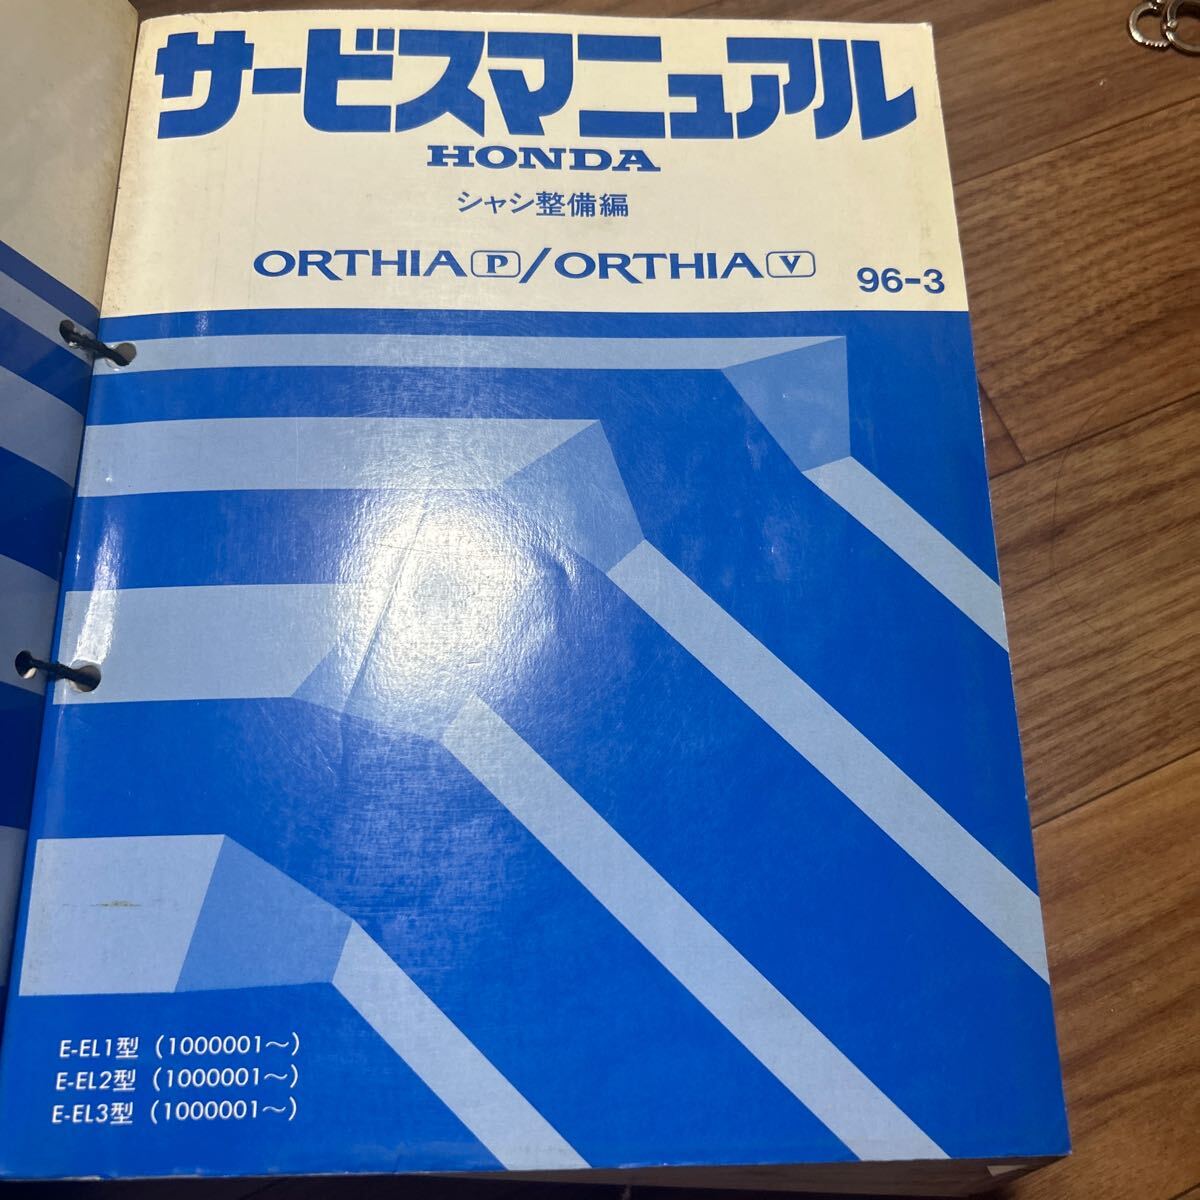 サービスマニュアル
HONDA
シャシ整備編
ORTHIA P/ORTHIA V 96-3
E-EL1型 (1000001～)
E-EL2型 (1000001～)
E-EL3型 (1000001～)